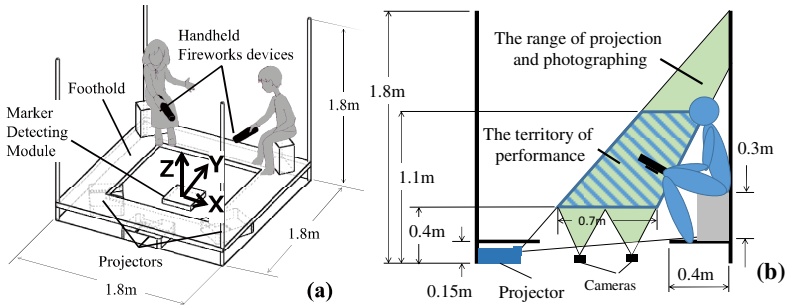 Handheld
Fireworks devices
Foothold
Marker
Detecting
Module
Z
Y
X
1.8m
1.8m
1.8m
Projectors
(a)
The range of projection
and photographing
1.8m
The territory of
performance
1.1m
0.3m
0.7m
0.4m
0.15m
Projector
Cameras
0.4m
(b)